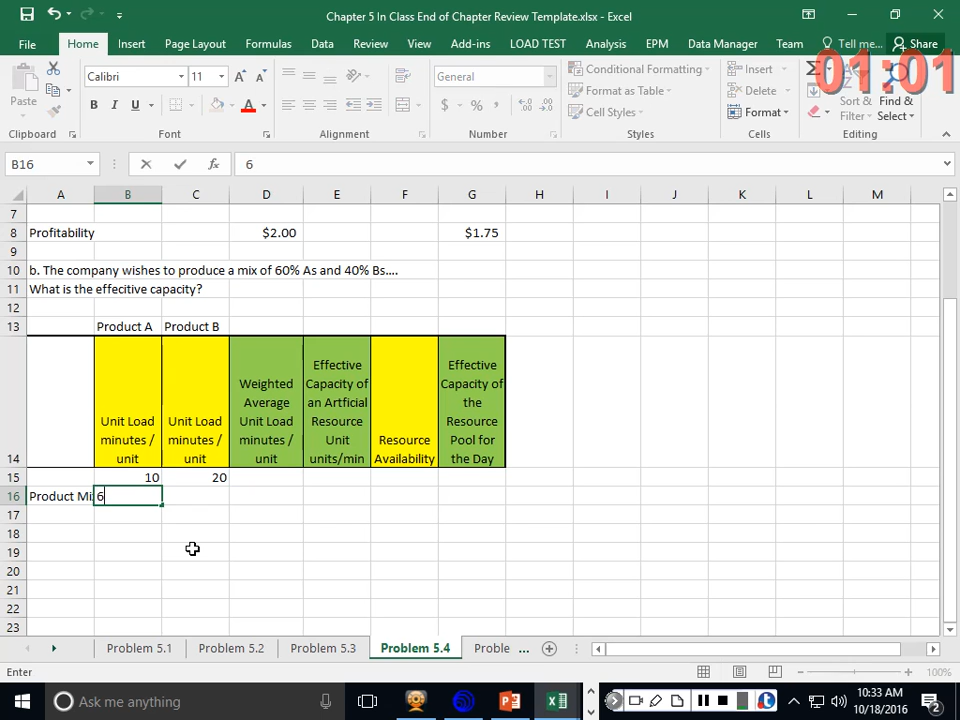 Chapter 5 In Class End of Chapter Review Template.xlsx - Excel
File Home Insert Page Layout Formulas Data Review View Add-ins LOAD TEST Analysis EPM Data Manager Team Tell me... Share
01:01
Calibri 11 General Conditional Formatting Insert
Paste B I U $ % Format as Table Delete Sort & Find &
Cell Styles Format Filter Select
Clipboard Font Alignment Number Styles Cells Editing
B16 fx 6
A B C D E F G H I J K L M
7
8 Profitability $2.00 $1.75
9
10 b. The company wishes to produce a mix of 60% As and 40% Bs....
11 What is the effecitive capacity?
12
13 Product A Product B
14 Unit Load minutes / unit Unit Load minutes / unit Weighted Average Unit Load minutes / unit Effective Capacity of an Artficial Resource Unit units/min Resource Availability Effective Capacity of the Resource Pool for the Day
15 10 20
16 Product Mi 6
17
18
19
20
21
22
23
Problem 5.1 Problem 5.2 Problem 5.3 Problem 5.4 Proble ...
Enter 100%
Ask me anything 10:33 AM
10/18/2016 2